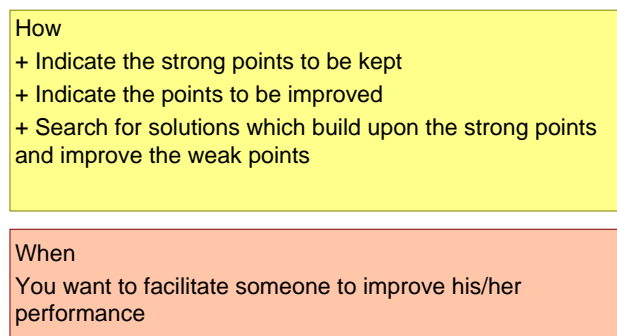 How
+ Indicate the strong points to be kept
+ Indicate the points to be improved
+ Search for solutions which build upon the strong points
and improve the weak points
When
You want to facilitate someone to improve his/her
performance